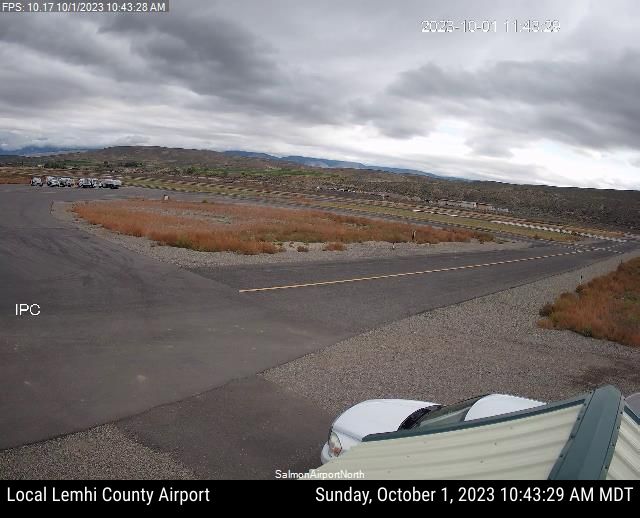 FPS: 10.17 10/1/2023 10:43:28 AM
2023-10-01 11:43:29
IPC
SalmonAirportNorth
Local Lemhi County Airport
Sunday, October 1, 2023 10:43:29 AM MDT